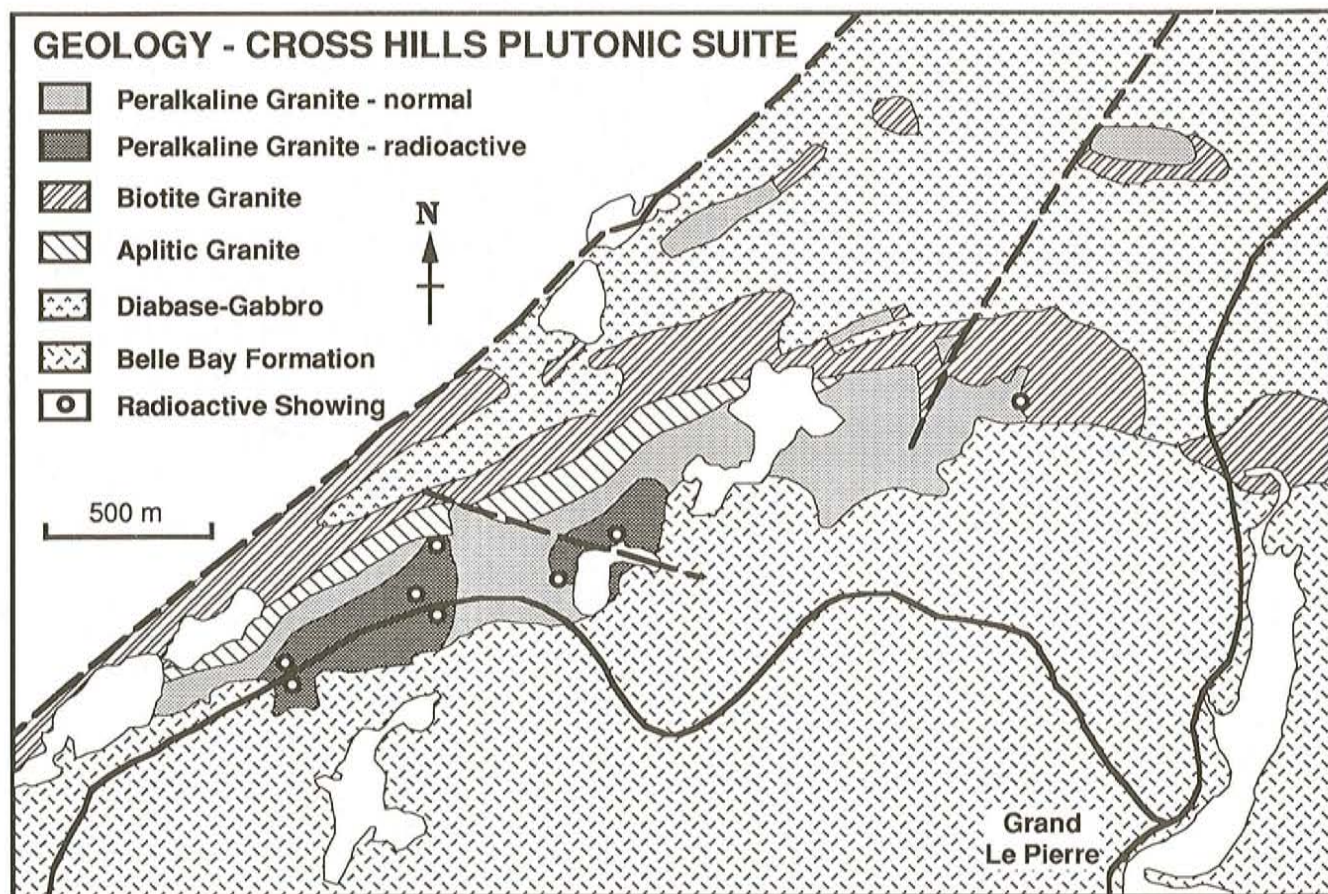 GEOLOGY - CROSS HILLS PLUTONIC SUITE
Peralkaline Granite - normal
Peralkaline Granite - radioactive
Biotite Granite
Aplitic Granite
Diabase-Gabbro
Belle Bay Formation
Radioactive Showing
N
500 m
Grand
Le Pierre